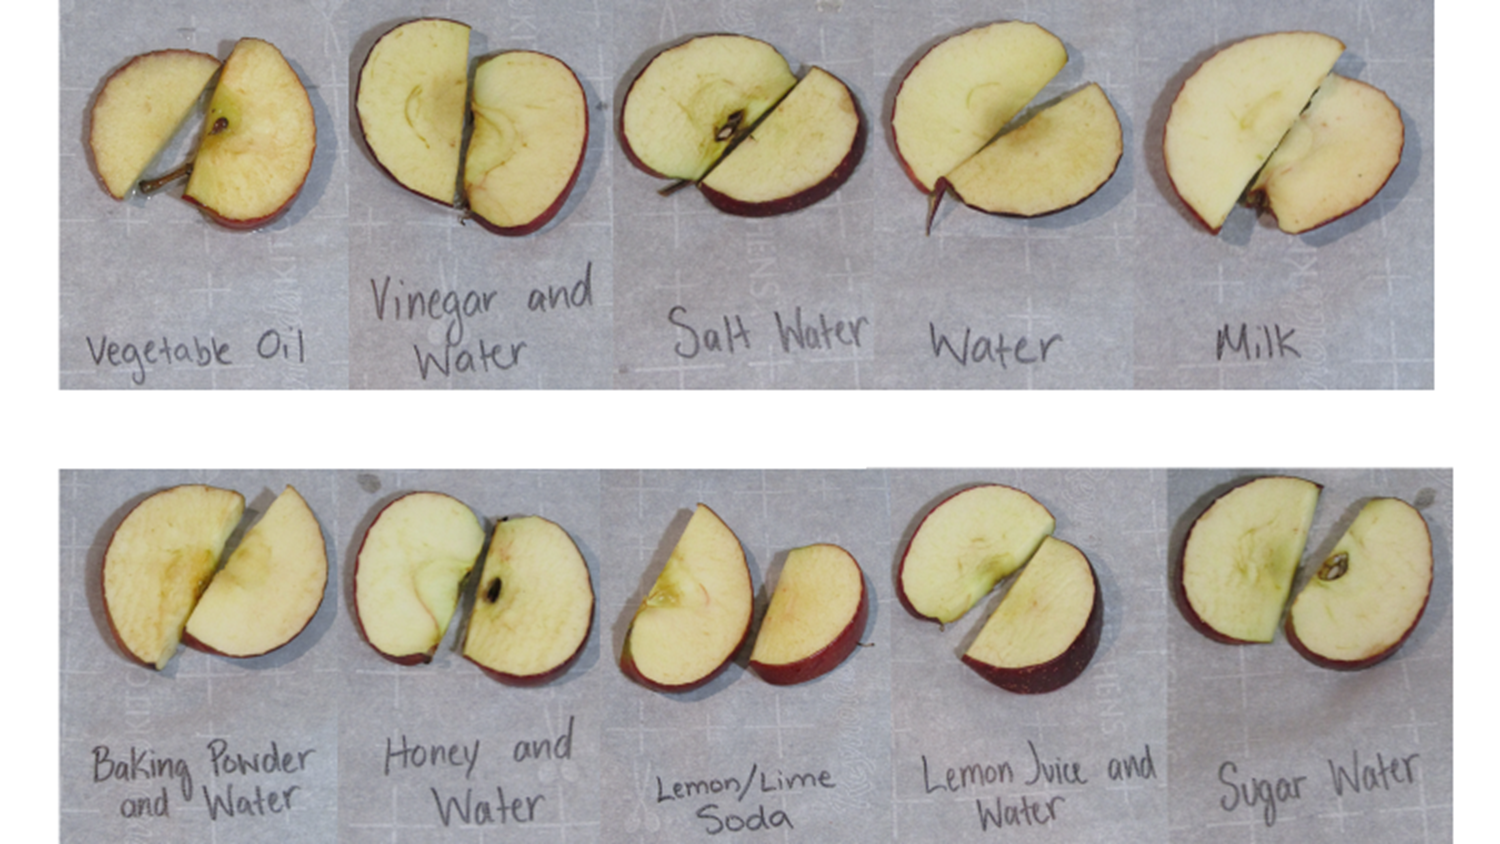 Vegetable Oil
Vinegar and
Water
Salt Water
Water
Milk
Baking Powder
and Water
Honey and
Water
Lemon/Lime
Soda
Lemon Juice and
Water
Sugar Water